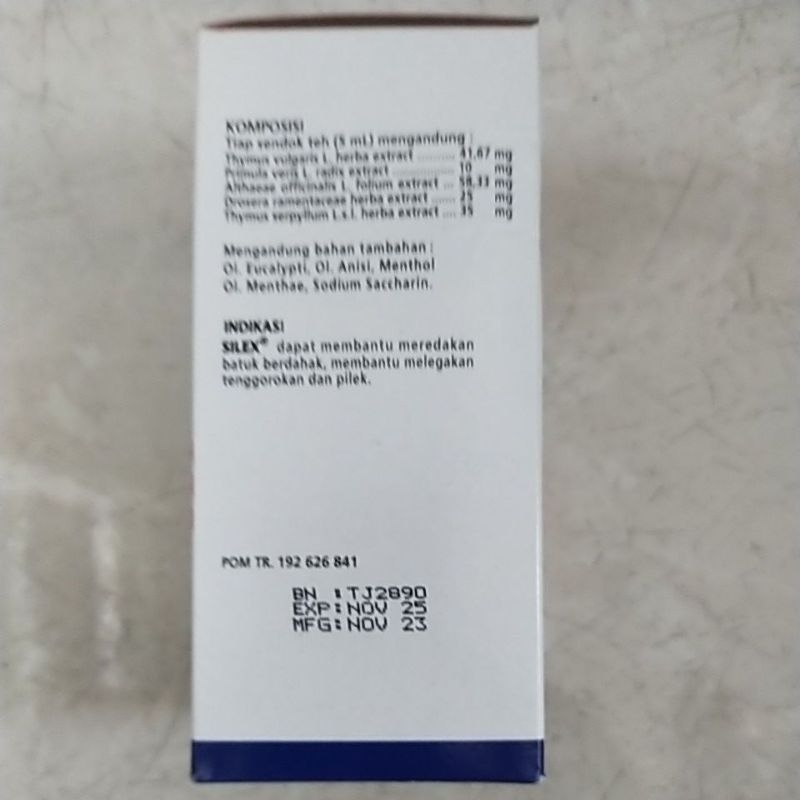 KOMPOSISI
Tiap sendok teh (5 mL) mengandung :
Thymus vulgaris L. herba extract ......... 41,67 mg
Primula veris L. radix extract ............... 10 mg
Althaeae officinalis L. folium extract ... 58,33 mg
Drosera ramentaceae herba extract ...... 25 mg
Thymus serpyllum L.s.l. herba extract .... 35 mg
Mengandung bahan tambahan :
Ol. Eucalypti, Ol. Anisi, Menthol
Ol. Menthae, Sodium Saccharin.
INDIKASI
SILEX® dapat membantu meredakan
batuk berdahak, membantu melegakan
tenggorokan dan pilek.
POM TR. 192 626 841
BN : TJ2890
EXP: NOV 25
MFG: NOV 23